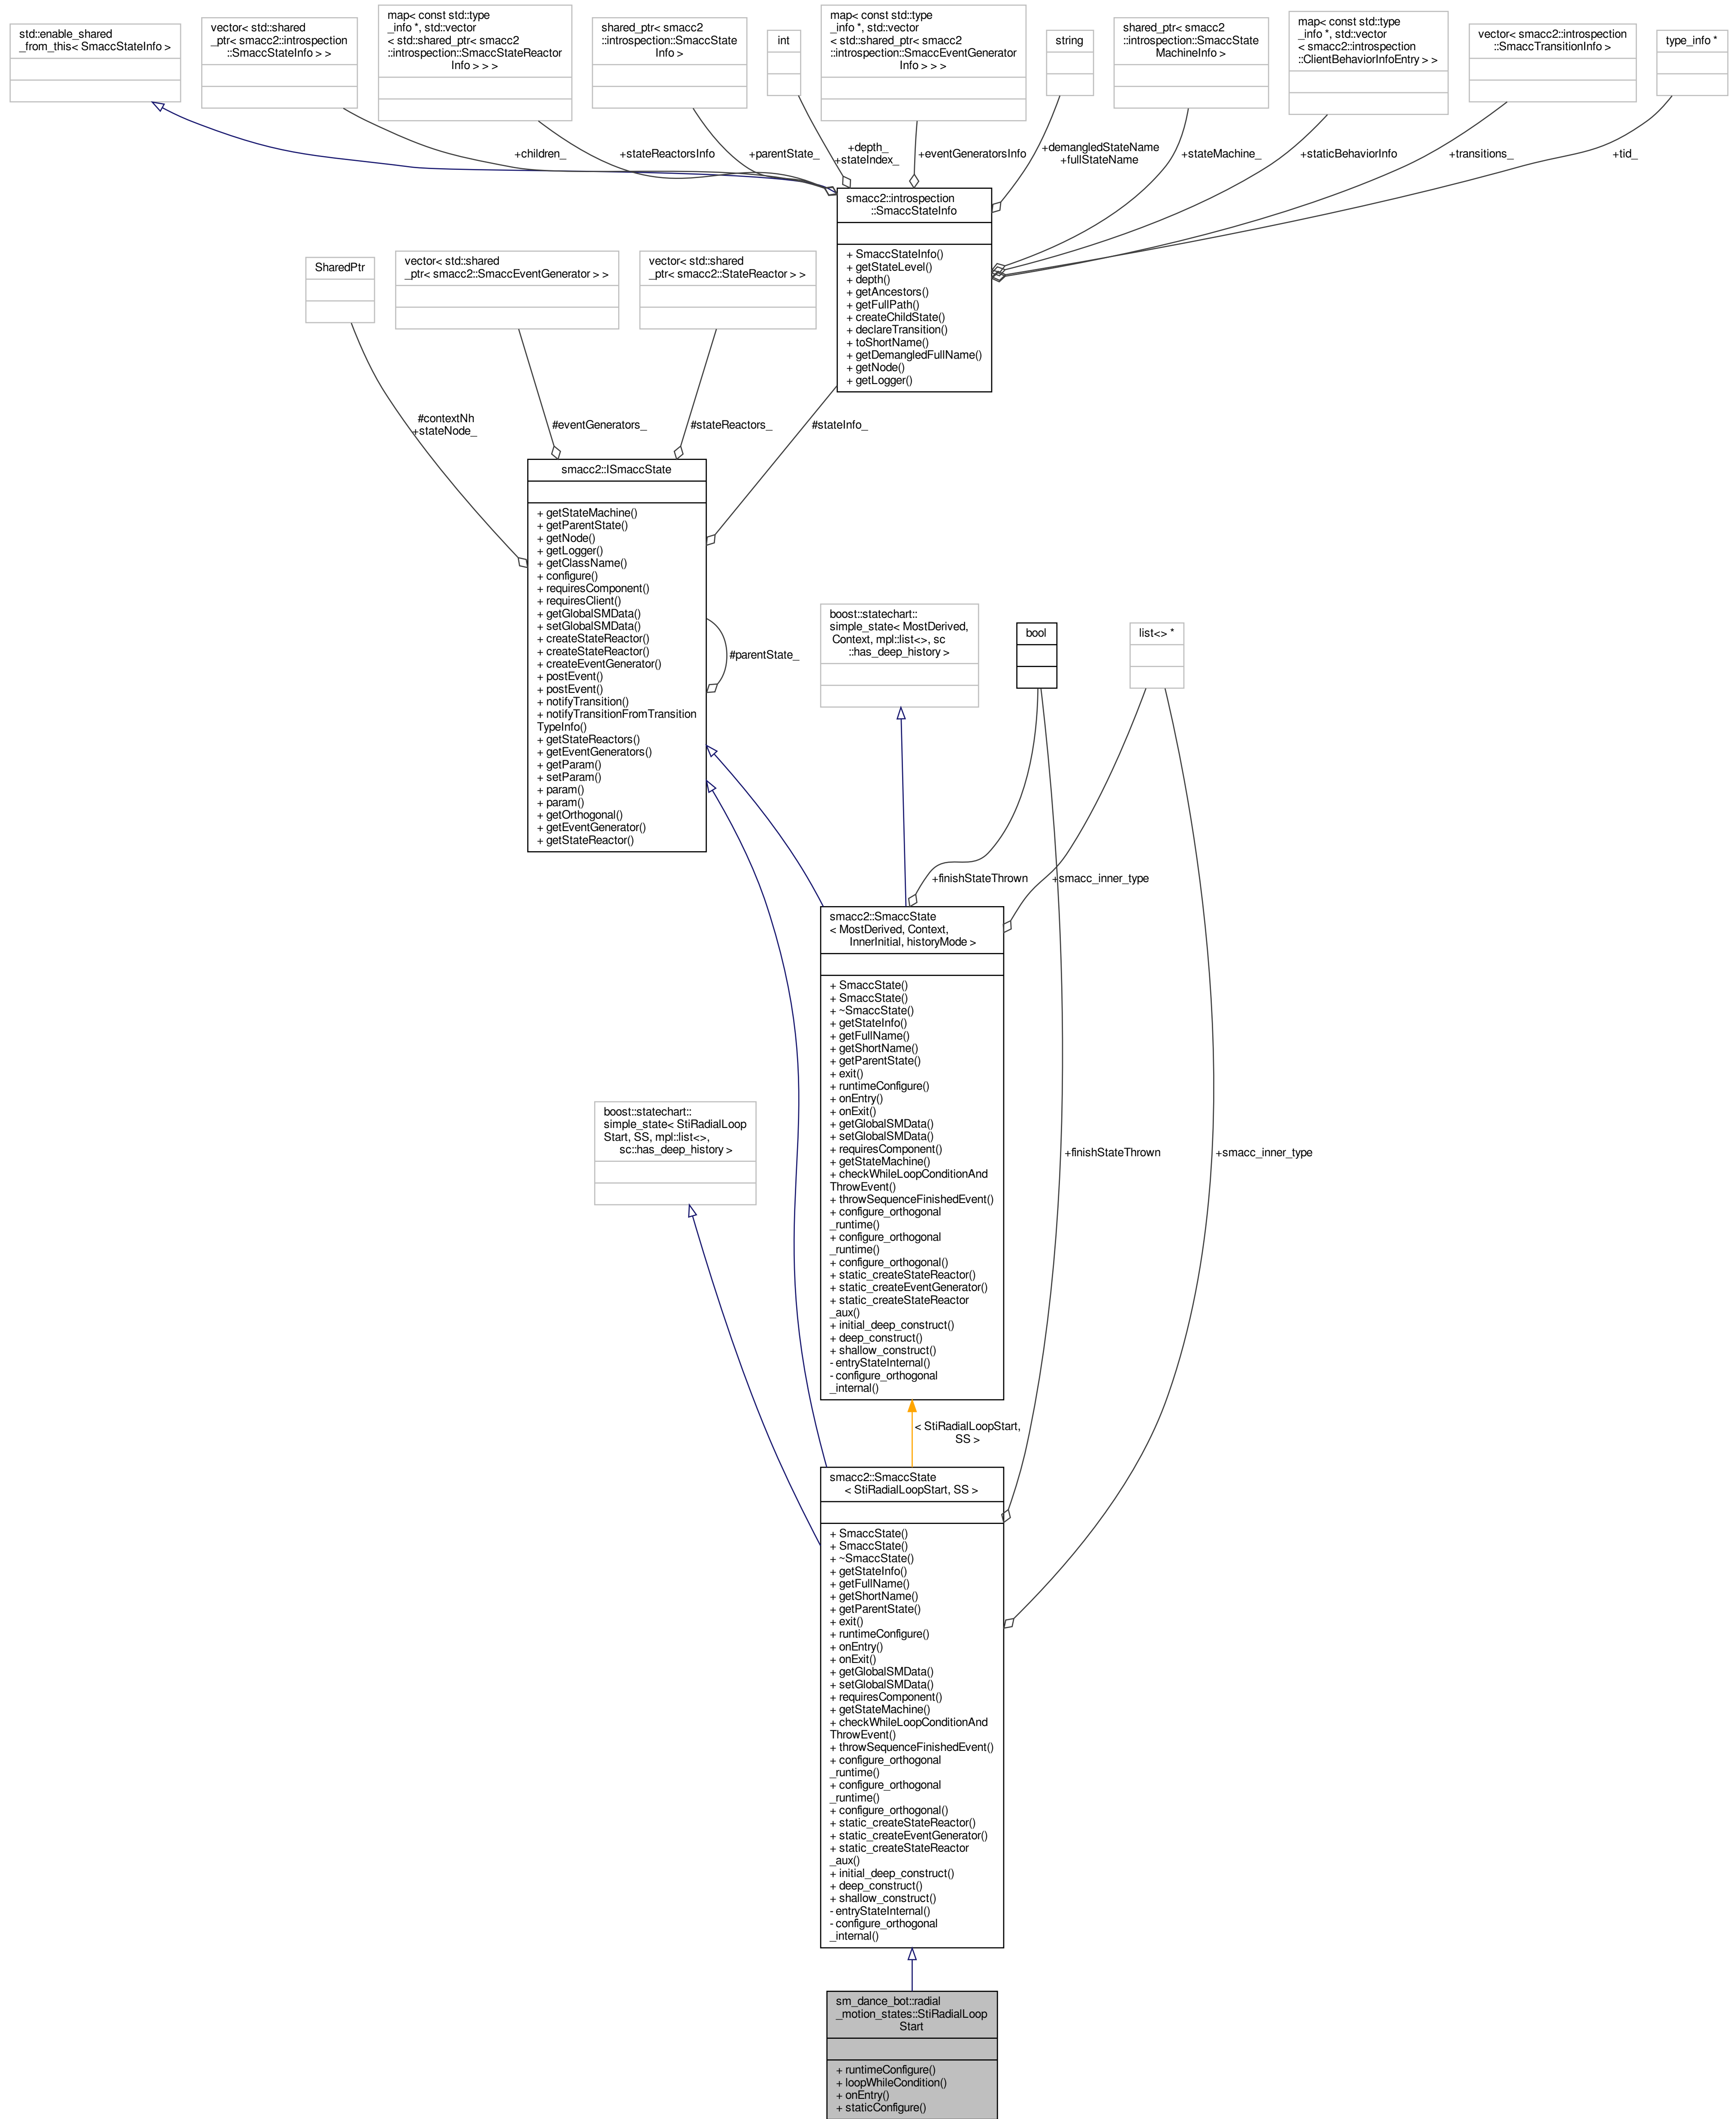 std::enable_shared
_from_this< SmaccStateInfo >
vector< std::shared
_ptr< smacc2::introspection
::SmaccStateInfo > >
map< const std::type
_info *, std::vector
< std::shared_ptr< smacc2
::introspection::SmaccStateReactor
Info > > >
shared_ptr< smacc2
::introspection::SmaccState
Info >
int
map< const std::type
_info *, std::vector
< std::shared_ptr< smacc2
::introspection::SmaccEventGenerator
Info > > >
string
shared_ptr< smacc2
::introspection::SmaccState
MachineInfo >
map< const std::type
_info *, std::vector
< smacc2::introspection
::ClientBehaviorInfoEntry > >
vector< smacc2::introspection
::SmaccTransitionInfo >
type_info *
+children_
+stateReactorsInfo
+parentState_
+depth_
+stateIndex_
+eventGeneratorsInfo
+demangledStateName
+fullStateName
+stateMachine_
+staticBehaviorInfo
+transitions_
+tid_
smacc2::introspection
::SmaccStateInfo
+ SmaccStateInfo()
+ getStateLevel()
+ depth()
+ getAncestors()
+ getFullPath()
+ createChildState()
+ declareTransition()
+ toShortName()
+ getDemangledFullName()
+ getNode()
+ getLogger()
SharedPtr
vector< std::shared
_ptr< smacc2::SmaccEventGenerator > >
vector< std::shared
_ptr< smacc2::StateReactor > >
#contextNh
+stateNode_
#eventGenerators_
#stateReactors_
#stateInfo_
smacc2::ISmaccState
+ getStateMachine()
+ getParentState()
+ getNode()
+ getLogger()
+ getClassName()
+ configure()
+ requiresComponent()
+ requiresClient()
+ getGlobalSMData()
+ setGlobalSMData()
+ createStateReactor()
+ createStateReactor()
+ createEventGenerator()
+ postEvent()
+ postEvent()
+ notifyTransition()
+ notifyTransitionFromTransition
TypeInfo()
+ getStateReactors()
+ getEventGenerators()
+ getParam()
+ setParam()
+ param()
+ param()
+ getOrthogonal()
+ getEventGenerator()
+ getStateReactor()
#parentState_
boost::statechart::
simple_state< MostDerived,
Context, mpl::list<>, sc
::has_deep_history >
bool
list<> *
+finishStateThrown
+smacc_inner_type
smacc2::SmaccState
< MostDerived, Context,
InnerInitial, historyMode >
+ SmaccState()
+ SmaccState()
+ ~SmaccState()
+ getStateInfo()
+ getFullName()
+ getShortName()
+ getParentState()
+ exit()
+ runtimeConfigure()
+ onEntry()
+ onExit()
+ getGlobalSMData()
+ setGlobalSMData()
+ requiresComponent()
+ getStateMachine()
+ checkWhileLoopConditionAnd
ThrowEvent()
+ throwSequenceFinishedEvent()
+ configure_orthogonal
_runtime()
+ configure_orthogonal
_runtime()
+ configure_orthogonal()
+ static_createStateReactor()
+ static_createEventGenerator()
+ static_createStateReactor
_aux()
+ initial_deep_construct()
+ deep_construct()
+ shallow_construct()
- entryStateInternal()
- configure_orthogonal
_internal()
boost::statechart::
simple_state< StiRadialLoop
Start, SS, mpl::list<>,
sc::has_deep_history >
+finishStateThrown
+smacc_inner_type
< StiRadialLoopStart,
SS >
smacc2::SmaccState
< StiRadialLoopStart, SS >
+ SmaccState()
+ SmaccState()
+ ~SmaccState()
+ getStateInfo()
+ getFullName()
+ getShortName()
+ getParentState()
+ exit()
+ runtimeConfigure()
+ onEntry()
+ onExit()
+ getGlobalSMData()
+ setGlobalSMData()
+ requiresComponent()
+ getStateMachine()
+ checkWhileLoopConditionAnd
ThrowEvent()
+ throwSequenceFinishedEvent()
+ configure_orthogonal
_runtime()
+ configure_orthogonal
_runtime()
+ configure_orthogonal()
+ static_createStateReactor()
+ static_createEventGenerator()
+ static_createStateReactor
_aux()
+ initial_deep_construct()
+ deep_construct()
+ shallow_construct()
- entryStateInternal()
- configure_orthogonal
_internal()
sm_dance_bot::radial
_motion_states::StiRadialLoop
Start
+ runtimeConfigure()
+ loopWhileCondition()
+ onEntry()
+ staticConfigure()